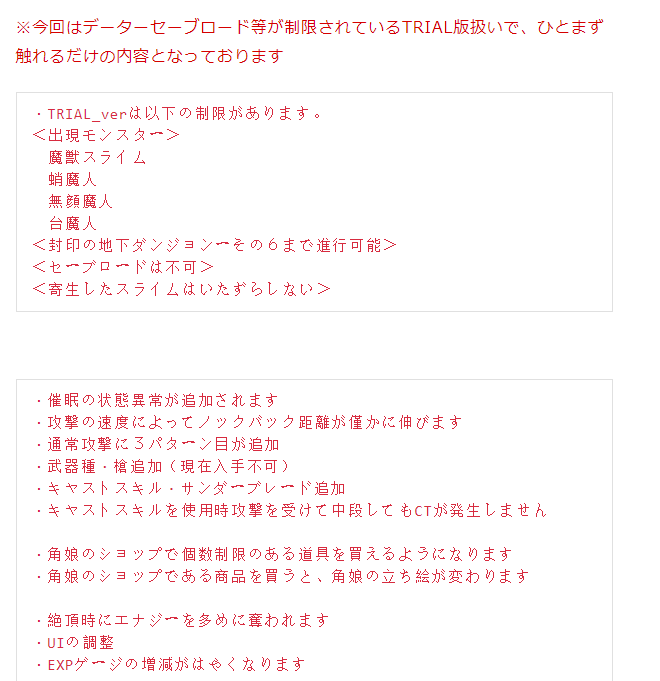 ※今回はデーターセーブロード等が制限されているTRIAL版扱いで、ひとまず
触れるだけの内容となっております
・TRIAL_verは以下の制限があります。
＜出現モンスター＞
魔獣スライム
蛸魔人
無顔魔人
台魔人
＜封印の地下ダンジョンーその６まで進行可能＞
＜セーブロードは不可＞
＜寄生したスライムはいたずらしない＞
・催眠の状態異常が追加されます
・攻撃の速度によってノックバック距離が僅かに伸びます
・通常攻撃に３パターン目が追加
・武器種・槍追加（現在入手不可）
・キャストスキル・サンダーブレード追加
・キャストスキルを使用時攻撃を受けて中段してもCTが発生しません
・角娘のショップで個数制限のある道具を買えるようになります
・角娘のショップである商品を買うと、角娘の立ち絵が変わります
・絶頂時にエナジーを多めに奪われます
・UIの調整
・EXPゲージの増減がはやくなります